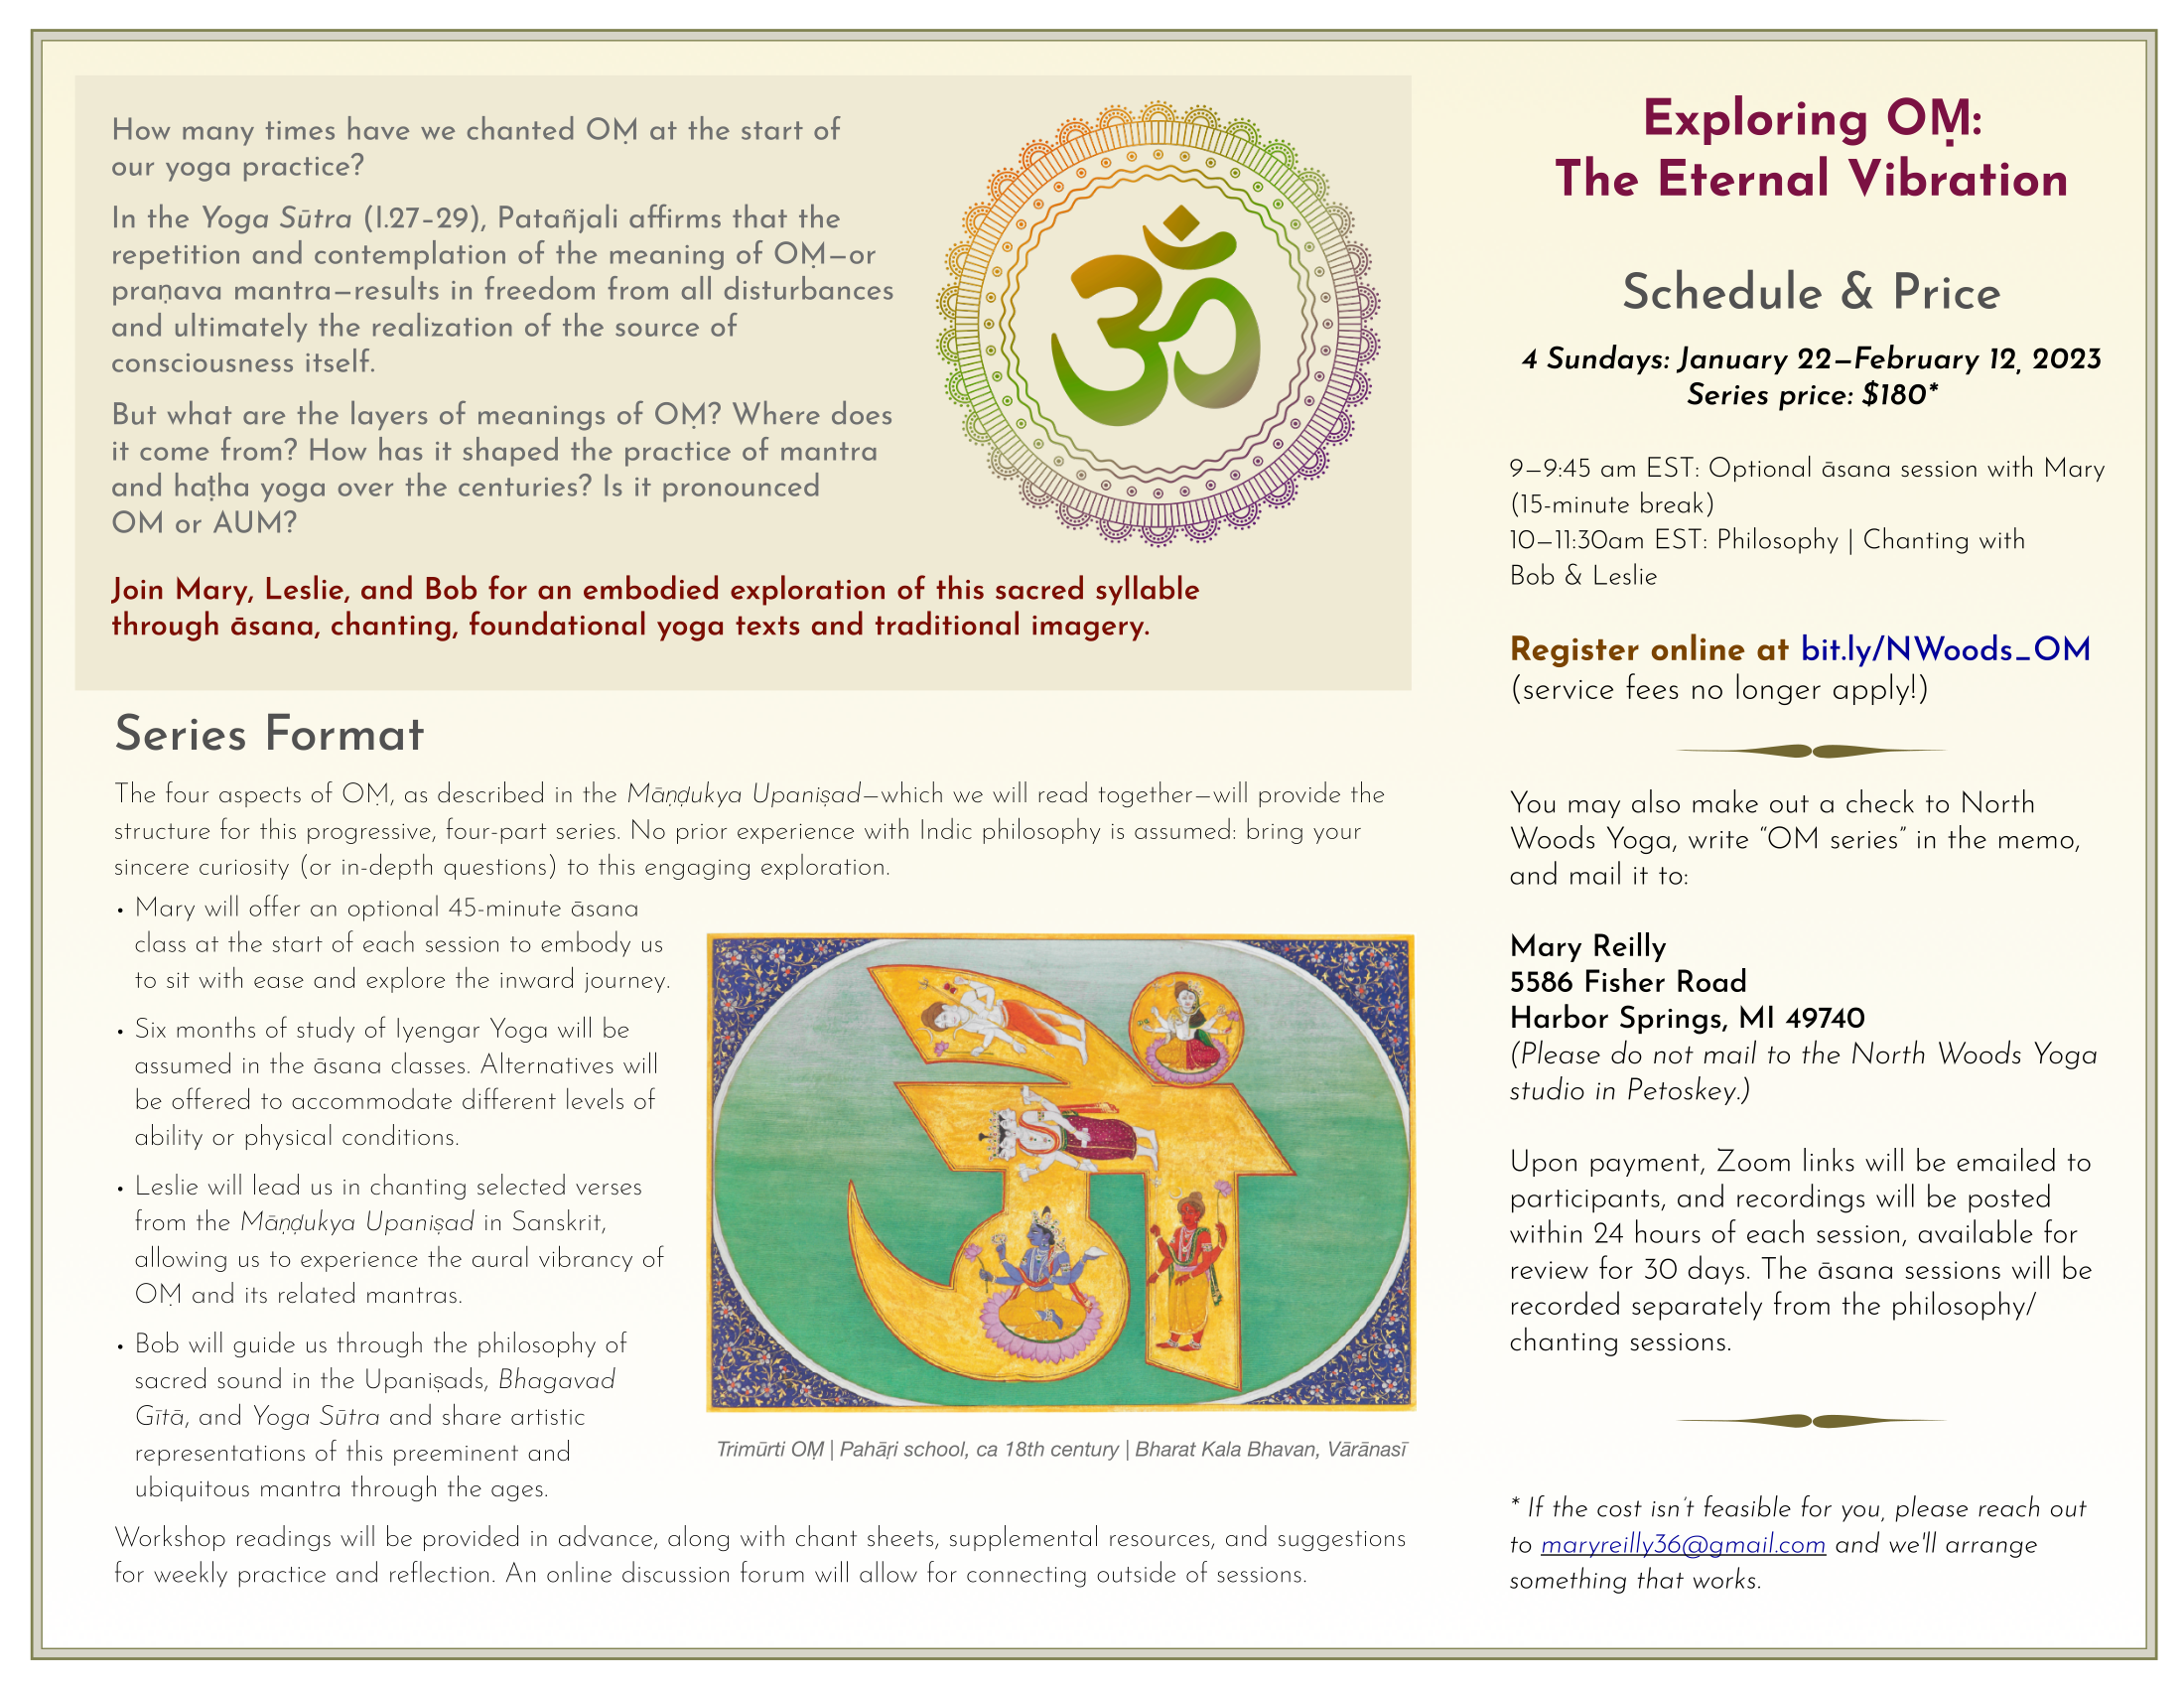 How many times have we chanted OṂ at the start of
our yoga practice?
In the Yoga Sūtra (I.27–29), Patañjali affirms that the
repetition and contemplation of the meaning of OṂ—or
praṇava mantra—results in freedom from all disturbances
and ultimately the realization of the source of
consciousness itself.
But what are the layers of meanings of OṂ? Where does
it come from? How has it shaped the practice of mantra
and haṭha yoga over the centuries? Is it pronounced
OM or AUM?
Join Mary, Leslie, and Bob for an embodied exploration of this sacred syllable
through āsana, chanting, foundational yoga texts and traditional imagery.
ॐ
Series Format
The four aspects of OṂ, as described in the Māṇḍukya Upaniṣad—which we will read together—will provide the
structure for this progressive, four-part series. No prior experience with Indic philosophy is assumed: bring your
sincere curiosity (or in-depth questions) to this engaging exploration.
• Mary will offer an optional 45-minute āsana
class at the start of each session to embody us
to sit with ease and explore the inward journey.
• Six months of study of Iyengar Yoga will be
assumed in the āsana classes. Alternatives will
be offered to accommodate different levels of
ability or physical conditions.
• Leslie will lead us in chanting selected verses
from the Māṇḍukya Upaniṣad in Sanskrit,
allowing us to experience the aural vibrancy of
OṂ and its related mantras.
• Bob will guide us through the philosophy of
sacred sound in the Upaniṣads, Bhagavad
Gītā, and Yoga Sūtra and share artistic
representations of this preeminent and
ubiquitous mantra through the ages.
Trimūrti OṂ | Pahāṛi school, ca 18th century | Bharat Kala Bhavan, Vārānasī
Workshop readings will be provided in advance, along with chant sheets, supplemental resources, and suggestions
for weekly practice and reflection. An online discussion forum will allow for connecting outside of sessions.
Exploring OṂ:
The Eternal Vibration
Schedule & Price
4 Sundays: January 22—February 12, 2023
Series price: $180*
9—9:45 am EST: Optional āsana session with Mary
(15-minute break)
10—11:30am EST: Philosophy | Chanting with
Bob & Leslie
Register online at bit.ly/NWoods_OM
(service fees no longer apply!)
You may also make out a check to North
Woods Yoga, write “OM series” in the memo,
and mail it to:
Mary Reilly
5586 Fisher Road
Harbor Springs, MI 49740
(Please do not mail to the North Woods Yoga
studio in Petoskey.)
Upon payment, Zoom links will be emailed to
participants, and recordings will be posted
within 24 hours of each session, available for
review for 30 days. The āsana sessions will be
recorded separately from the philosophy/
chanting sessions.
* If the cost isn’t feasible for you, please reach out
to maryreilly36@gmail.com and we'll arrange
something that works.